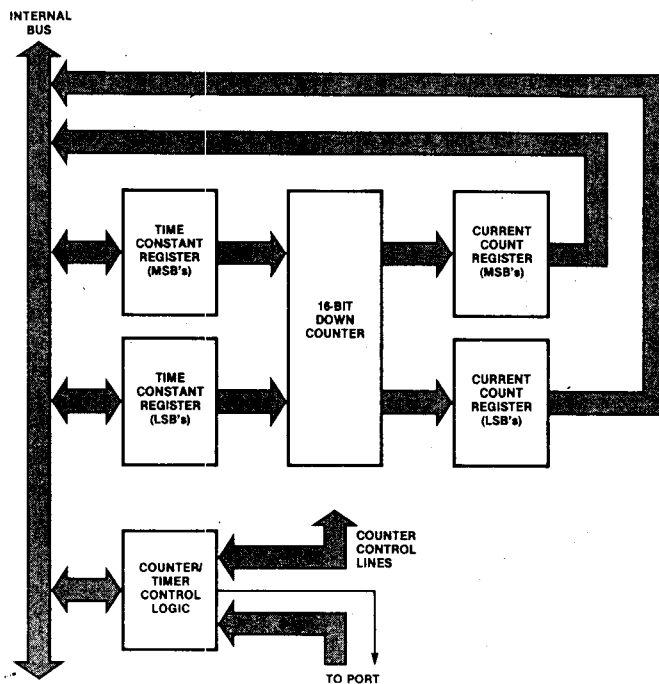 INTERNAL
BUS
TIME
CONSTANT
REGISTER
(MSB's)
16-BIT
DOWN
COUNTER
CURRENT
COUNT
REGISTER
(MSB's)
TIME
CONSTANT
REGISTER
(LSB's)
CURRENT
COUNT
REGISTER
(LSB's)
COUNTER/
TIMER
CONTROL
LOGIC
COUNTER
CONTROL
LINES
TO PORT